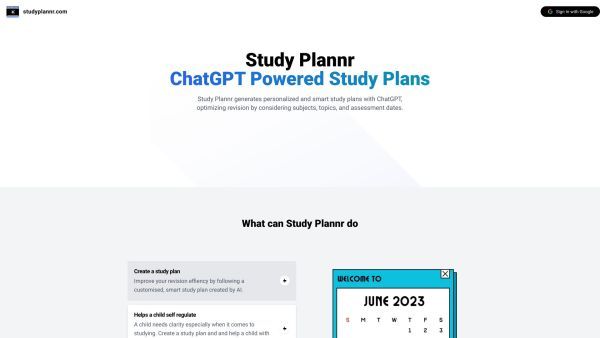 studyplannr.com
Sign in with Google
Study Plannr
ChatGPT Powered Study Plans
Study Plannr generates personalized and smart study plans with ChatGPT,
optimizing revision by considering subjects, topics, and assessment dates.
What can Study Plannr do
Create a study plan
Improve your revision effiency by following a
customised, smart study plan created by AI.
Helps a child self regulate
A child needs clarity especially when it comes to
studying. Create a study plan and and help a child with
WELCOME TO
JUNE 2023
S M T W T F S
1 2 3